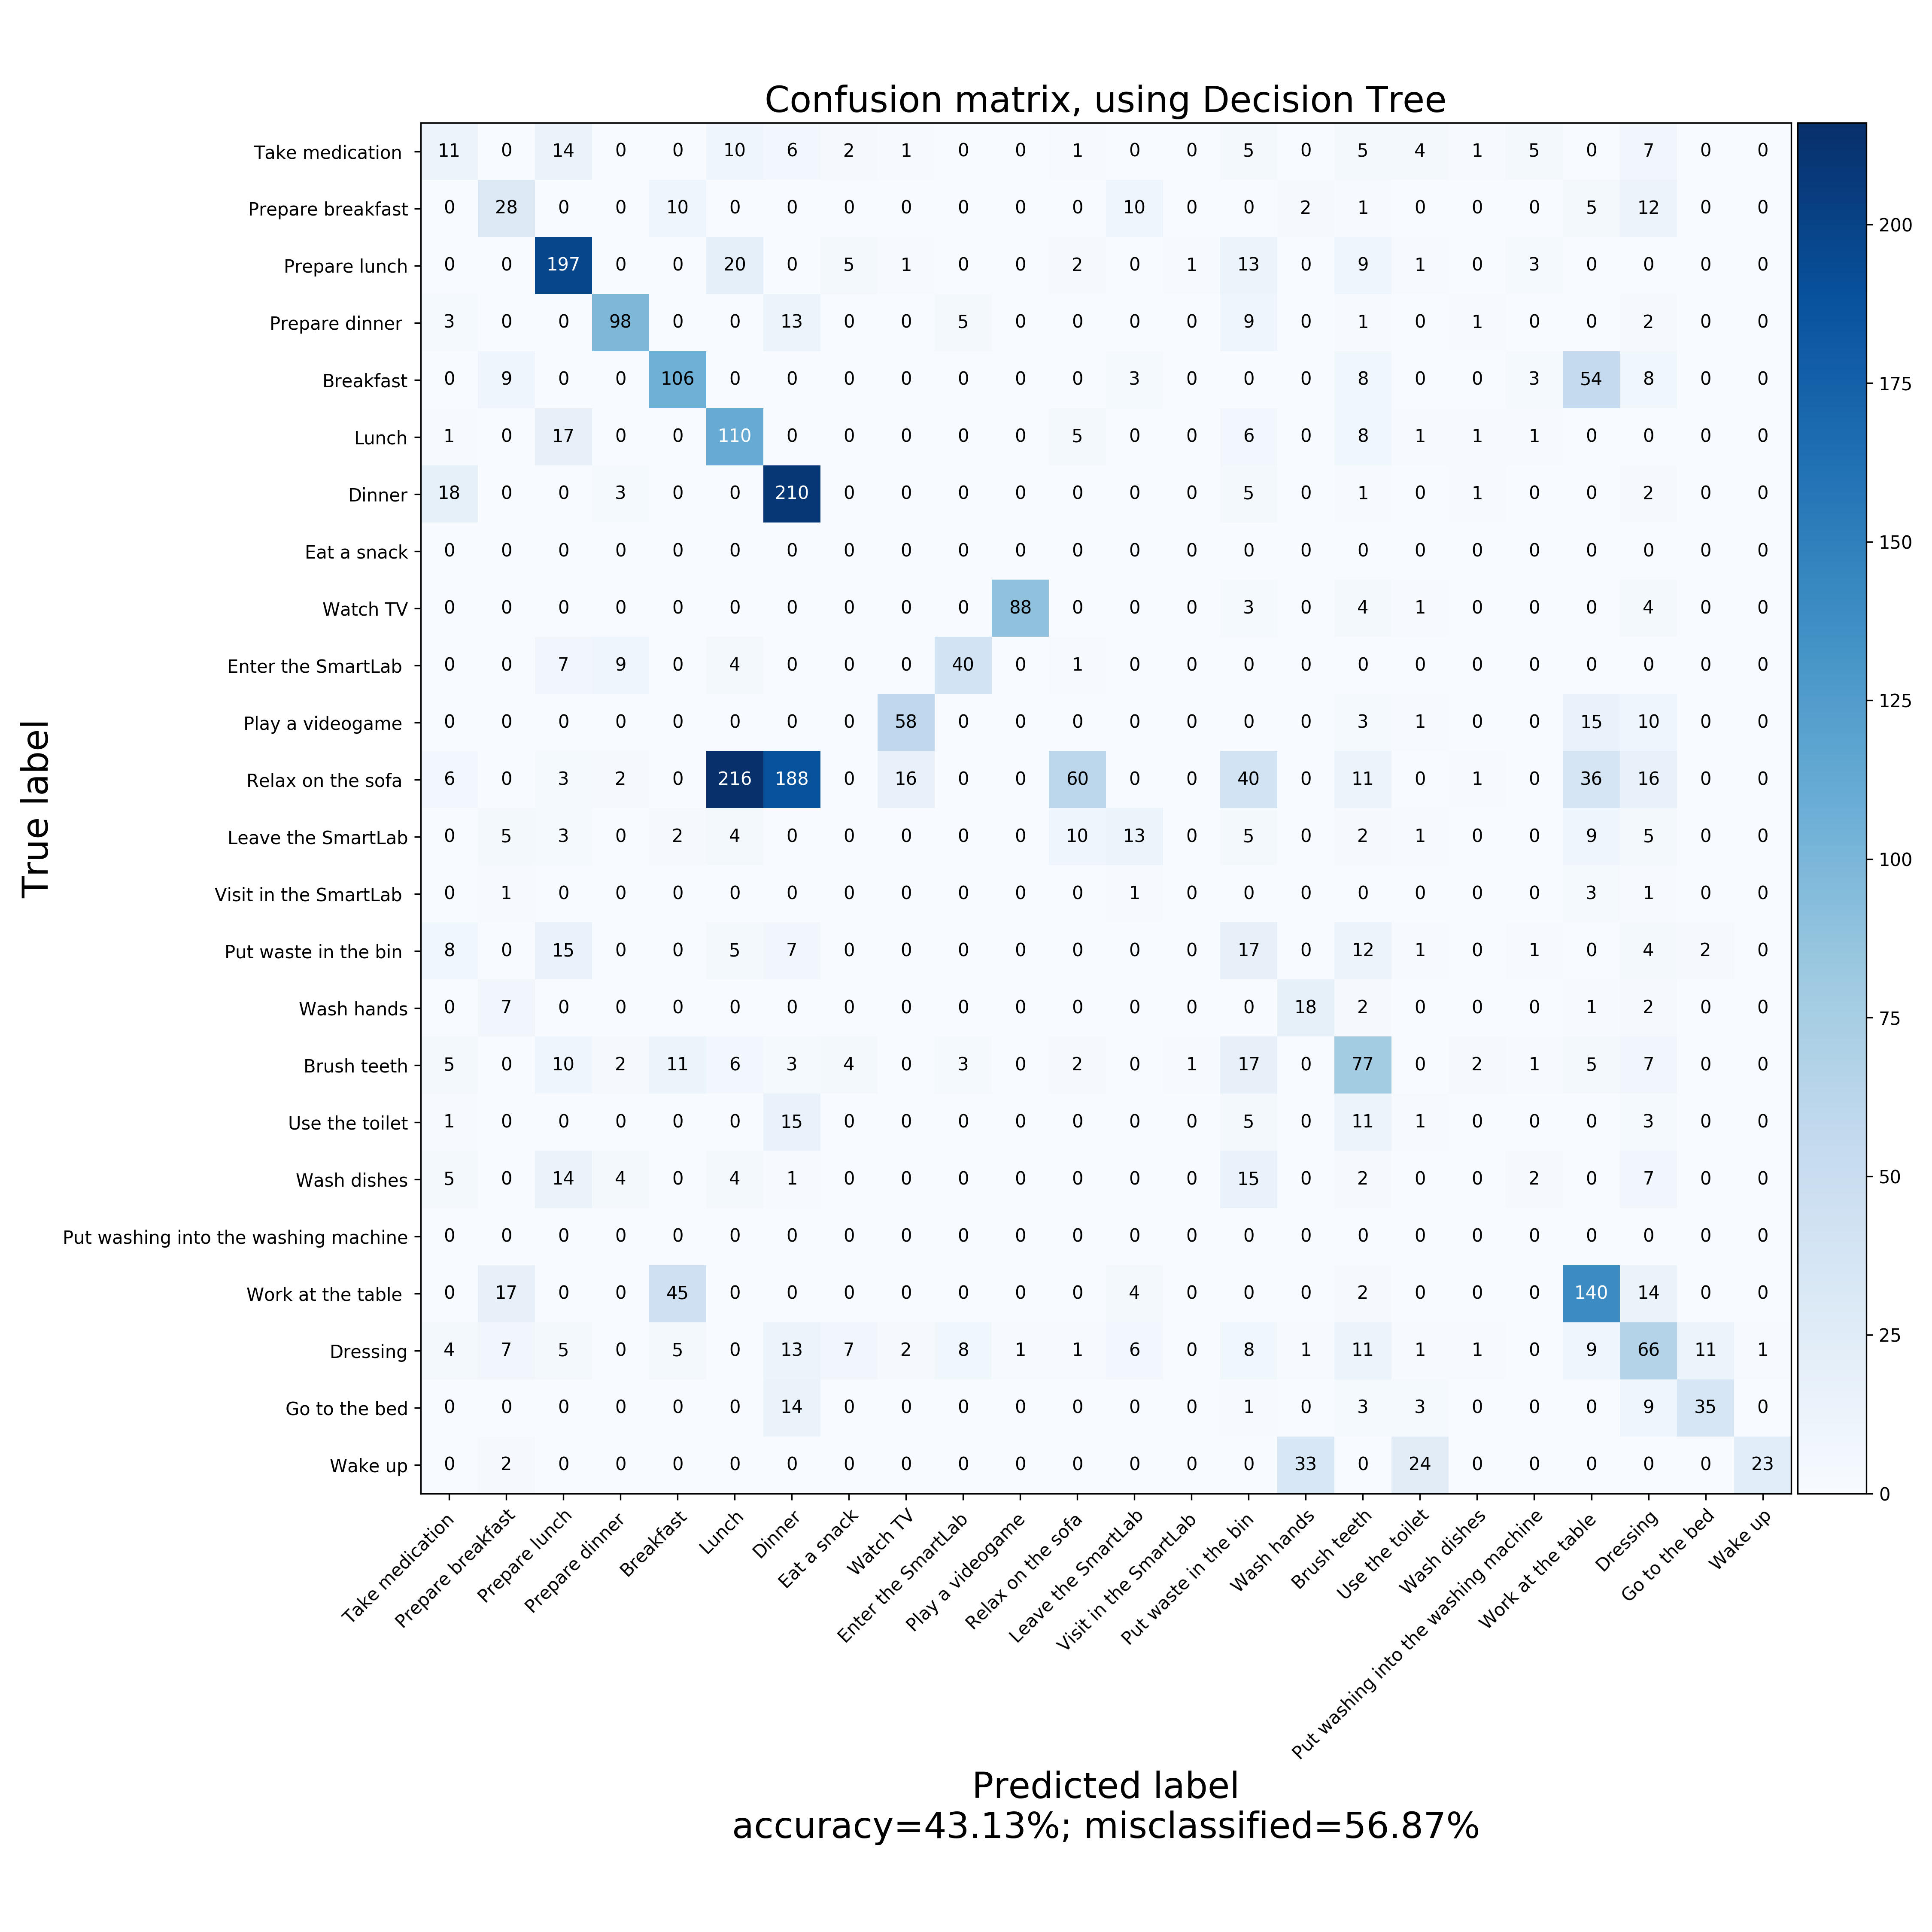 Confusion matrix, using Decision Tree
True label
Take medication 11 0 14 0 0 10 6 2 1 0 0 1 0 0 5 0 5 4 1 5 0 7 0 0
Prepare breakfast 0 28 0 0 10 0 0 0 0 0 0 0 10 0 0 2 1 0 0 0 5 12 0 0
Prepare lunch 0 0 197 0 0 20 0 5 1 0 0 2 0 1 13 0 9 1 0 3 0 0 0 0
Prepare dinner 3 0 0 98 0 0 13 0 0 5 0 0 0 0 9 0 1 0 1 0 0 2 0 0
Breakfast 0 9 0 0 106 0 0 0 0 0 0 0 3 0 0 0 8 0 0 3 54 8 0 0
Lunch 1 0 17 0 0 110 0 0 0 0 0 5 0 0 6 0 8 1 1 1 0 0 0 0
Dinner 18 0 0 3 0 0 210 0 0 0 0 0 0 0 5 0 1 0 1 0 0 2 0 0
Eat a snack 0 0 0 0 0 0 0 0 0 0 0 0 0 0 0 0 0 0 0 0 0 0 0 0
Watch TV 0 0 0 0 0 0 0 0 0 0 88 0 0 0 3 0 4 1 0 0 0 4 0 0
Enter the SmartLab 0 0 7 9 0 4 0 0 0 40 0 1 0 0 0 0 0 0 0 0 0 0 0 0
Play a videogame 0 0 0 0 0 0 0 0 58 0 0 0 0 0 0 0 3 1 0 0 15 10 0 0
Relax on the sofa 6 0 3 2 0 216 188 0 16 0 0 60 0 0 40 0 11 0 1 0 36 16 0 0
Leave the SmartLab 0 5 3 0 2 4 0 0 0 0 0 10 13 0 5 0 2 1 0 0 9 5 0 0
Visit in the SmartLab 0 1 0 0 0 0 0 0 0 0 0 0 1 0 0 0 0 0 0 0 3 1 0 0
Put waste in the bin 8 0 15 0 0 5 7 0 0 0 0 0 0 0 17 0 12 1 0 1 0 4 2 0
Wash hands 0 7 0 0 0 0 0 0 0 0 0 0 0 0 0 18 2 0 0 0 1 2 0 0
Brush teeth 5 0 10 2 11 6 3 4 0 3 0 2 0 1 17 0 77 0 2 1 5 7 0 0
Use the toilet 1 0 0 0 0 0 15 0 0 0 0 0 0 0 5 0 11 1 0 0 0 3 0 0
Wash dishes 5 0 14 4 0 4 1 0 0 0 0 0 0 0 15 0 2 0 0 2 0 7 0 0
Put washing into the washing machine 0 0 0 0 0 0 0 0 0 0 0 0 0 0 0 0 0 0 0 0 0 0 0 0
Work at the table 0 17 0 0 45 0 0 0 0 0 0 0 4 0 0 0 2 0 0 0 140 14 0 0
Dressing 4 7 5 0 5 0 13 7 2 8 1 1 6 0 8 1 11 1 1 0 9 66 11 1
Go to the bed 0 0 0 0 0 0 14 0 0 0 0 0 0 0 1 0 3 3 0 0 0 9 35 0
Wake up 0 2 0 0 0 0 0 0 0 0 0 0 0 0 0 33 0 24 0 0 0 0 0 23
Take medication
Prepare breakfast
Prepare lunch
Prepare dinner
Breakfast
Lunch
Dinner
Eat a snack
Watch TV
Enter the SmartLab
Play a videogame
Relax on the sofa
Leave the SmartLab
Visit in the SmartLab
Put waste in the bin
Wash hands
Brush teeth
Use the toilet
Wash dishes
Put washing into the washing machine
Work at the table
Dressing
Go to the bed
Wake up
200
175
150
125
100
75
50
25
0
Predicted label
accuracy=43.13%; misclassified=56.87%